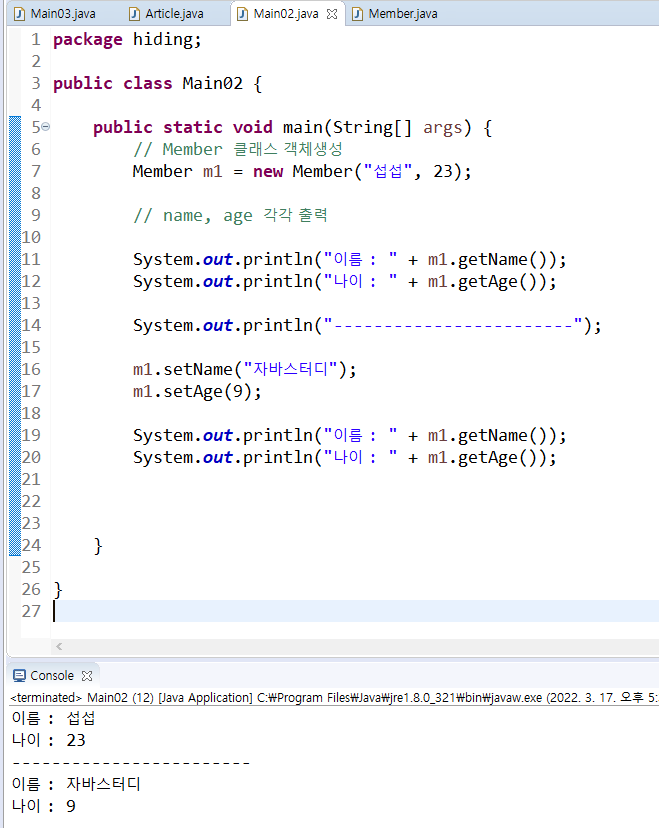 Main03.java Article.java Main02.java Member.java
1 package hiding;
2
3 public class Main02 {
4
5 public static void main(String[] args) {
6 // Member 클래스 객체생성
7 Member m1 = new Member("섭섭", 23);
8
9 // name, age 각각 출력
10
11 System.out.println("이름 : " + m1.getName());
12 System.out.println("나이 : " + m1.getAge());
13
14 System.out.println("------------------------");
15
16 m1.setName("자바스터디");
17 m1.setAge(9);
18
19 System.out.println("이름 : " + m1.getName());
20 System.out.println("나이 : " + m1.getAge());
21
22
23
24 }
25
26 }
27
Console
<terminated> Main02 (12) [Java Application] C:₩Program Files₩Java₩jre1.8.0_321₩bin₩javaw.exe (2022. 3. 17. 오후 5:
이름 : 섭섭
나이 : 23
------------------------
이름 : 자바스터디
나이 : 9